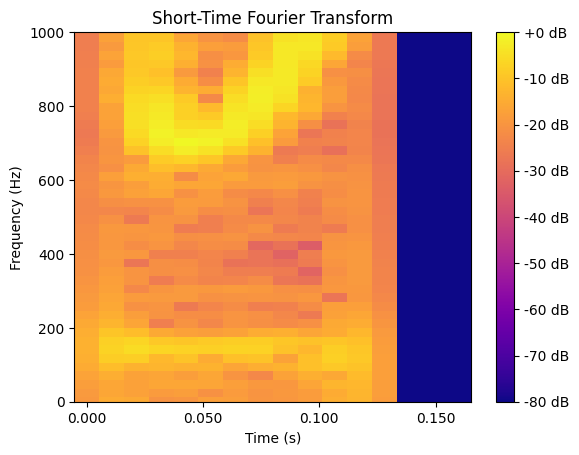 Short-Time Fourier Transform
1000
800
600
400
200
0
Frequency (Hz)
0.000
0.050
0.100
0.150
Time (s)
+0 dB
-10 dB
-20 dB
-30 dB
-40 dB
-50 dB
-60 dB
-70 dB
-80 dB